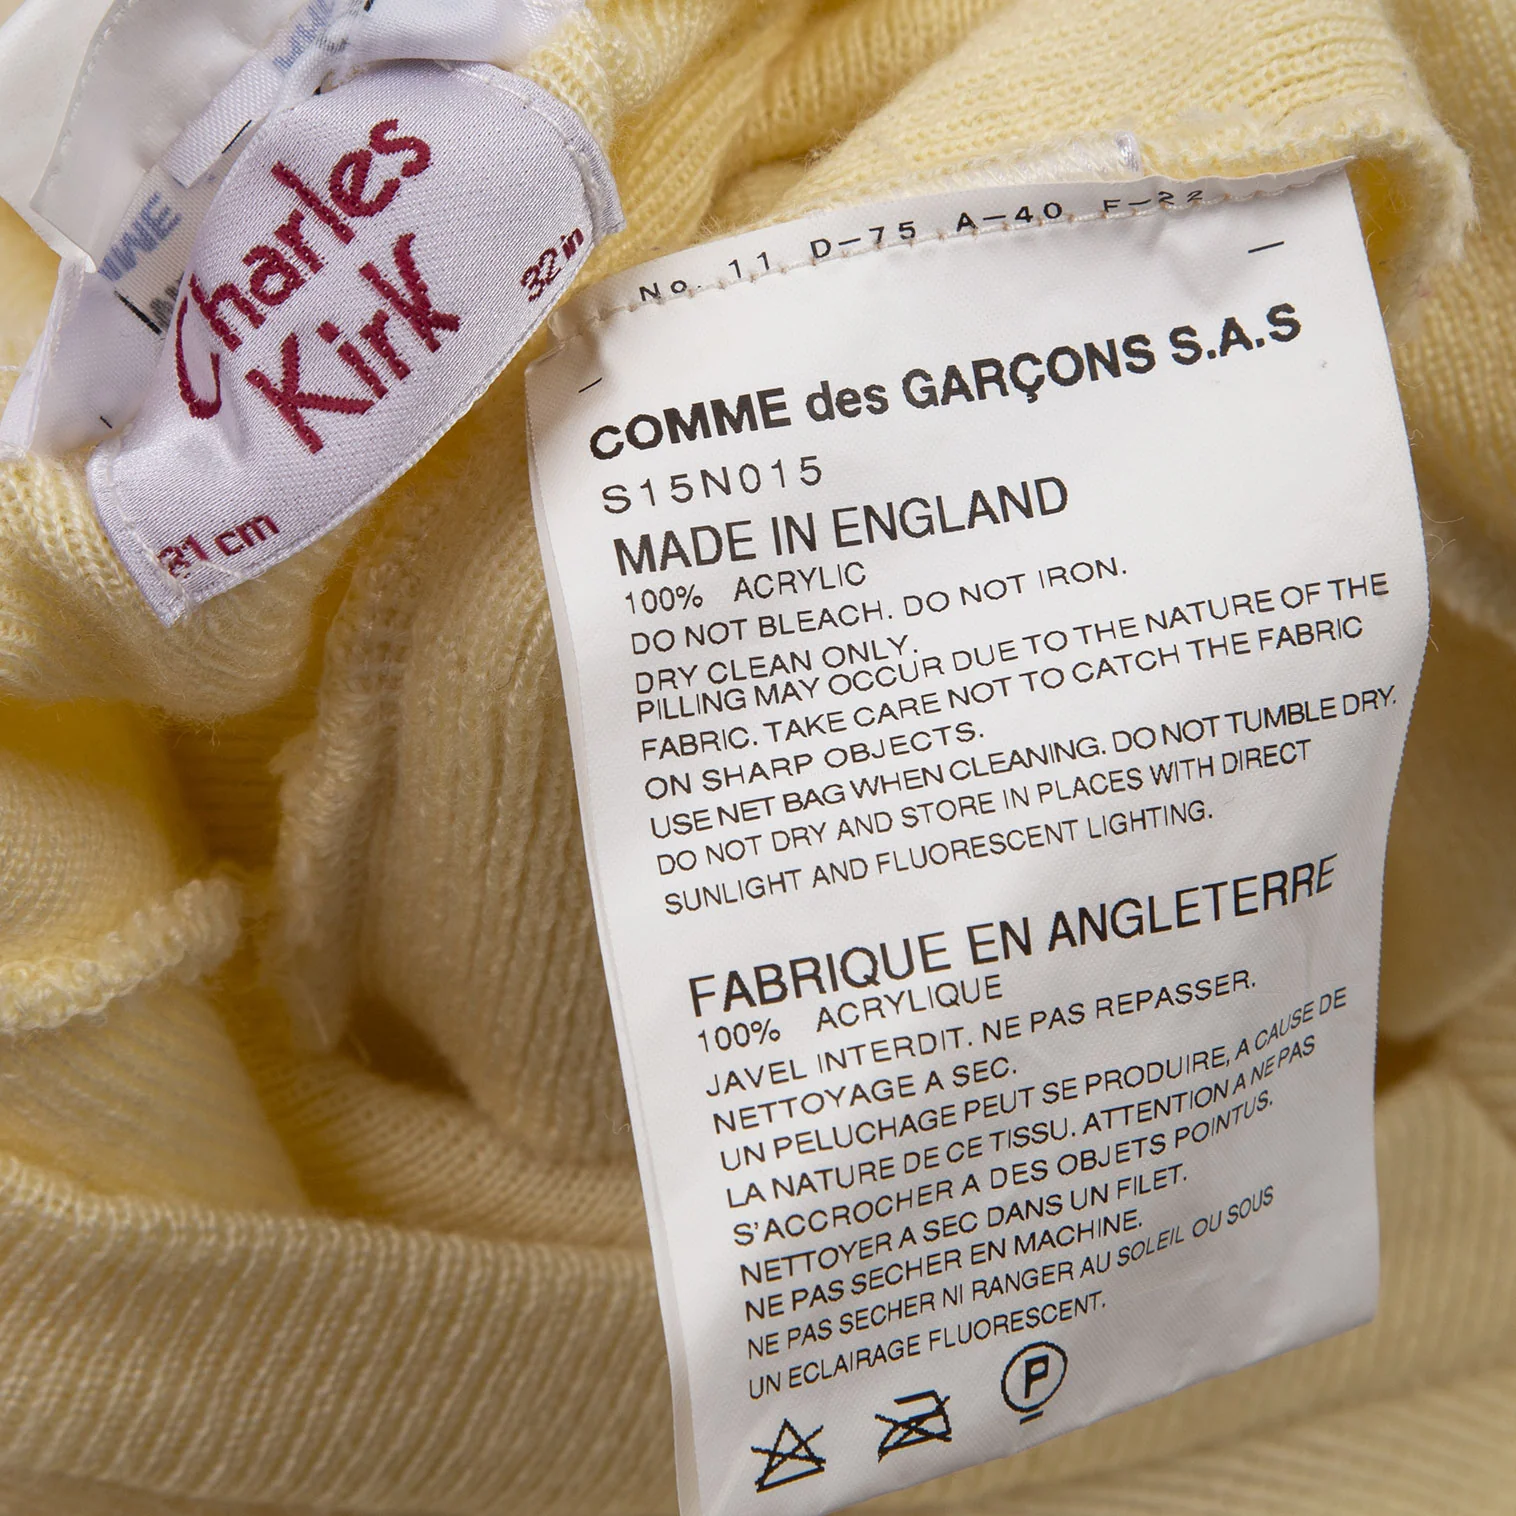 Charles
Kirk
32in
21 cm
No. 11 D-75 A-40 F-22
COMME des GARÇONS S.A.S
S15N015
MADE IN ENGLAND
100% ACRYLIC
DO NOT BLEACH. DO NOT IRON.
DRY CLEAN ONLY.
PILLING MAY OCCUR DUE TO THE NATURE OF THE
FABRIC. TAKE CARE NOT TO CATCH THE FABRIC
ON SHARP OBJECTS.
USE NET BAG WHEN CLEANING. DO NOT TUMBLE DRY.
DO NOT DRY AND STORE IN PLACES WITH DIRECT
SUNLIGHT AND FLUORESCENT LIGHTING.
FABRIQUE EN ANGLETERRE
100% ACRYLIQUE
JAVEL INTERDIT. NE PAS REPASSER.
NETTOYAGE A SEC.
UN PELUCHAGE PEUT SE PRODUIRE, A CAUSE DE
LA NATURE DE CE TISSU. ATTENTION A NE PAS
S'ACCROCHER A DES OBJETS POINTUS.
NETTOYER A SEC DANS UN FILET.
NE PAS SECHER EN MACHINE.
NE PAS SECHER NI RANGER AU SOLEIL OU SOUS
UN ECLAIRAGE FLUORESCENT.
P